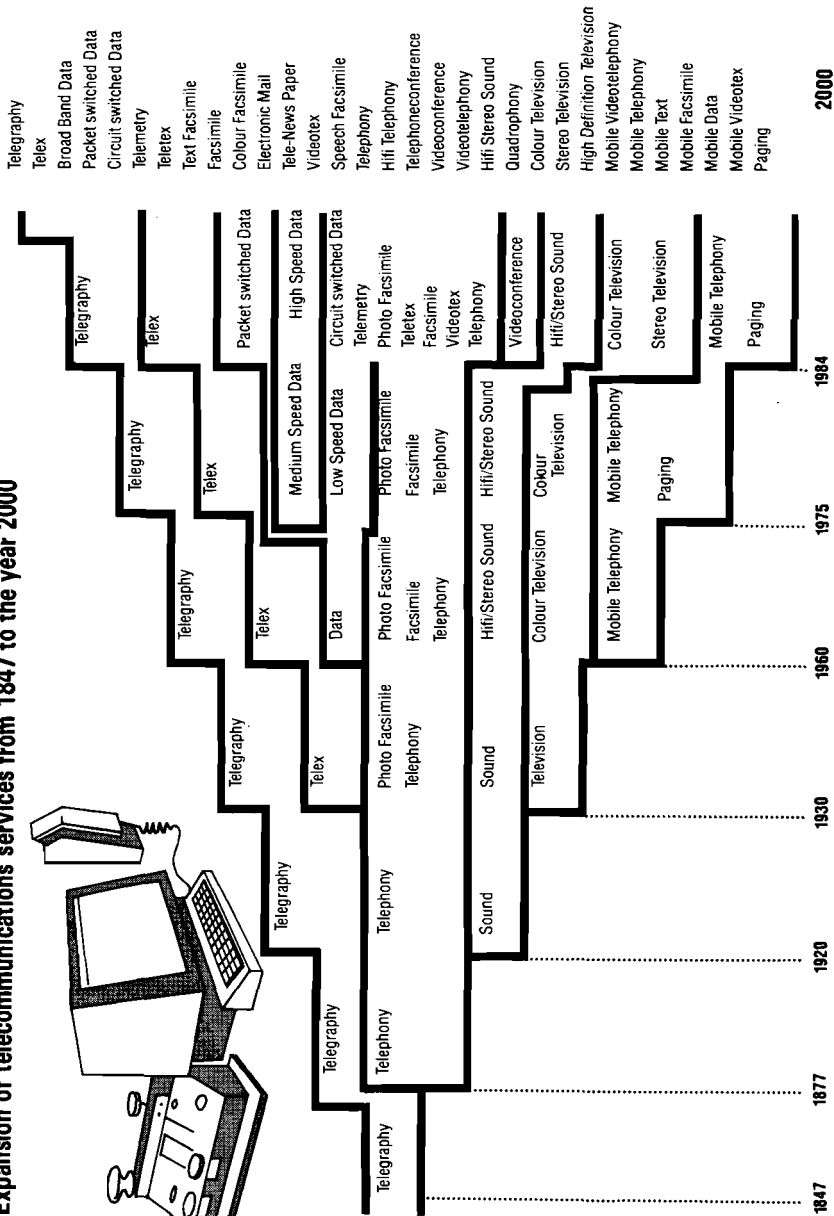 Expansion of telecommunications services from 1847 to the year 2000
Telegraphy
Telegraphy
Telephony
Telegraphy
Telephony
Sound
Telegraphy
Telex
Photo Facsimile
Telephony
Sound
Television
Telegraphy
Telex
Data
Photo Facsimile
Facsimile
Telephony
Hifi/Stereo Sound
Colour Television
Mobile Telephony
Telegraphy
Telex
Medium Speed Data
Low Speed Data
Photo Facsimile
Facsimile
Telephony
Hifi/Stereo Sound
Colour
Television
Mobile Telephony
Paging
Telegraphy
Telex
Packet switched Data
High Speed Data
Circuit switched Data
Telemetry
Photo Facsimile
Teletex
Facsimile
Videotex
Telephony
Videoconference
Hifi/Stereo Sound
Colour Television
Stereo Television
Mobile Telephony
Paging
Telegraphy
Telex
Broad Band Data
Packet switched Data
Circuit switched Data
Telemetry
Teletex
Text Facsimile
Facsimile
Colour Facsimile
Electronic Mail
Tele-News Paper
Videotex
Speech Facsimile
Telephony
Hifi Telephony
Telephoneconference
Videoconference
Videotelephony
Hifi Stereo Sound
Quadrophony
Colour Television
Stereo Television
High Definition Television
Mobile Videotelephony
Mobile Telephony
Mobile Text
Mobile Facsimile
Mobile Data
Mobile Videotex
Paging
1847
1877
1920
1930
1960
1975
1984
2000